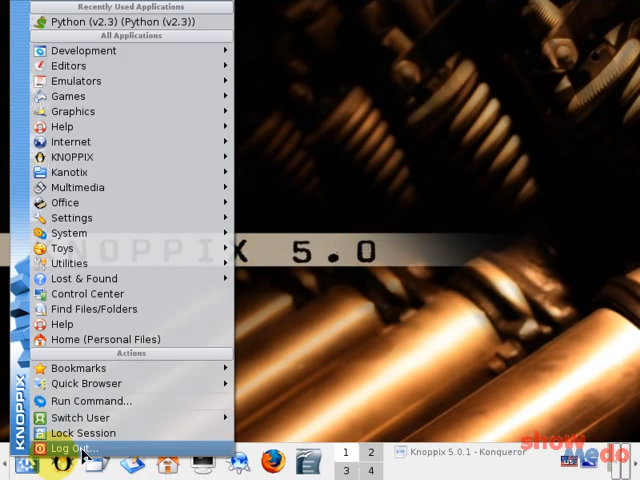 Recently Used Applications
Python (v2.3) (Python (v2.3))
All Applications
Development
Editors
Emulators
Games
Graphics
Help
Internet
KNOPPIX
Kanotix
Multimedia
Office
Settings
System
Toys
Utilities
Lost & Found
Control Center
Find Files/Folders
Help
Home (Personal Files)
Actions
Bookmarks
Quick Browser
Run Command...
Switch User
Lock Session
Log Out...
KNOPPIX
KNOPPIX 5.0
1 2
3 4
Knoppix 5.0.1 - Konqueror
us
showmedo